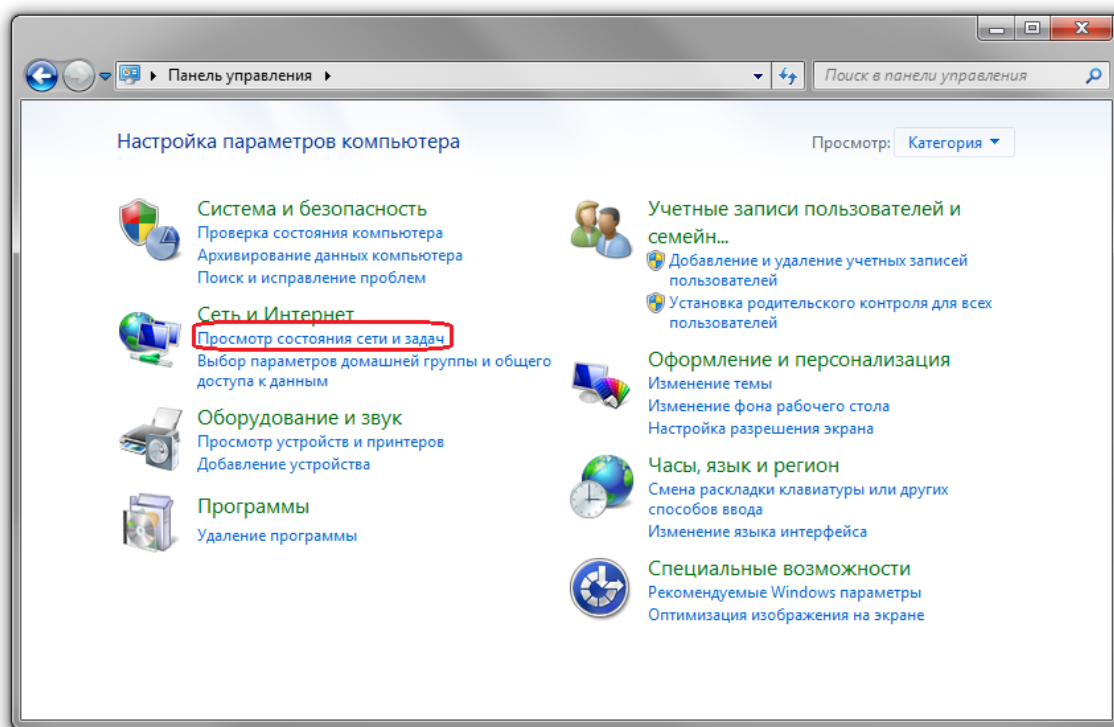 Панель управления
Поиск в панели управления
Настройка параметров компьютера
Просмотр: Категория
Система и безопасность
Проверка состояния компьютера
Архивирование данных компьютера
Поиск и исправление проблем
Сеть и Интернет
Просмотр состояния сети и задач
Выбор параметров домашней группы и общего
доступа к данным
Оборудование и звук
Просмотр устройств и принтеров
Добавление устройства
Программы
Удаление программы
Учетные записи пользователей и
семейн...
Добавление и удаление учетных записей
пользователей
Установка родительского контроля для всех
пользователей
Оформление и персонализация
Изменение темы
Изменение фона рабочего стола
Настройка разрешения экрана
Часы, язык и регион
Смена раскладки клавиатуры или других
способов ввода
Изменение языка интерфейса
Специальные возможности
Рекомендуемые Windows параметры
Оптимизация изображения на экране